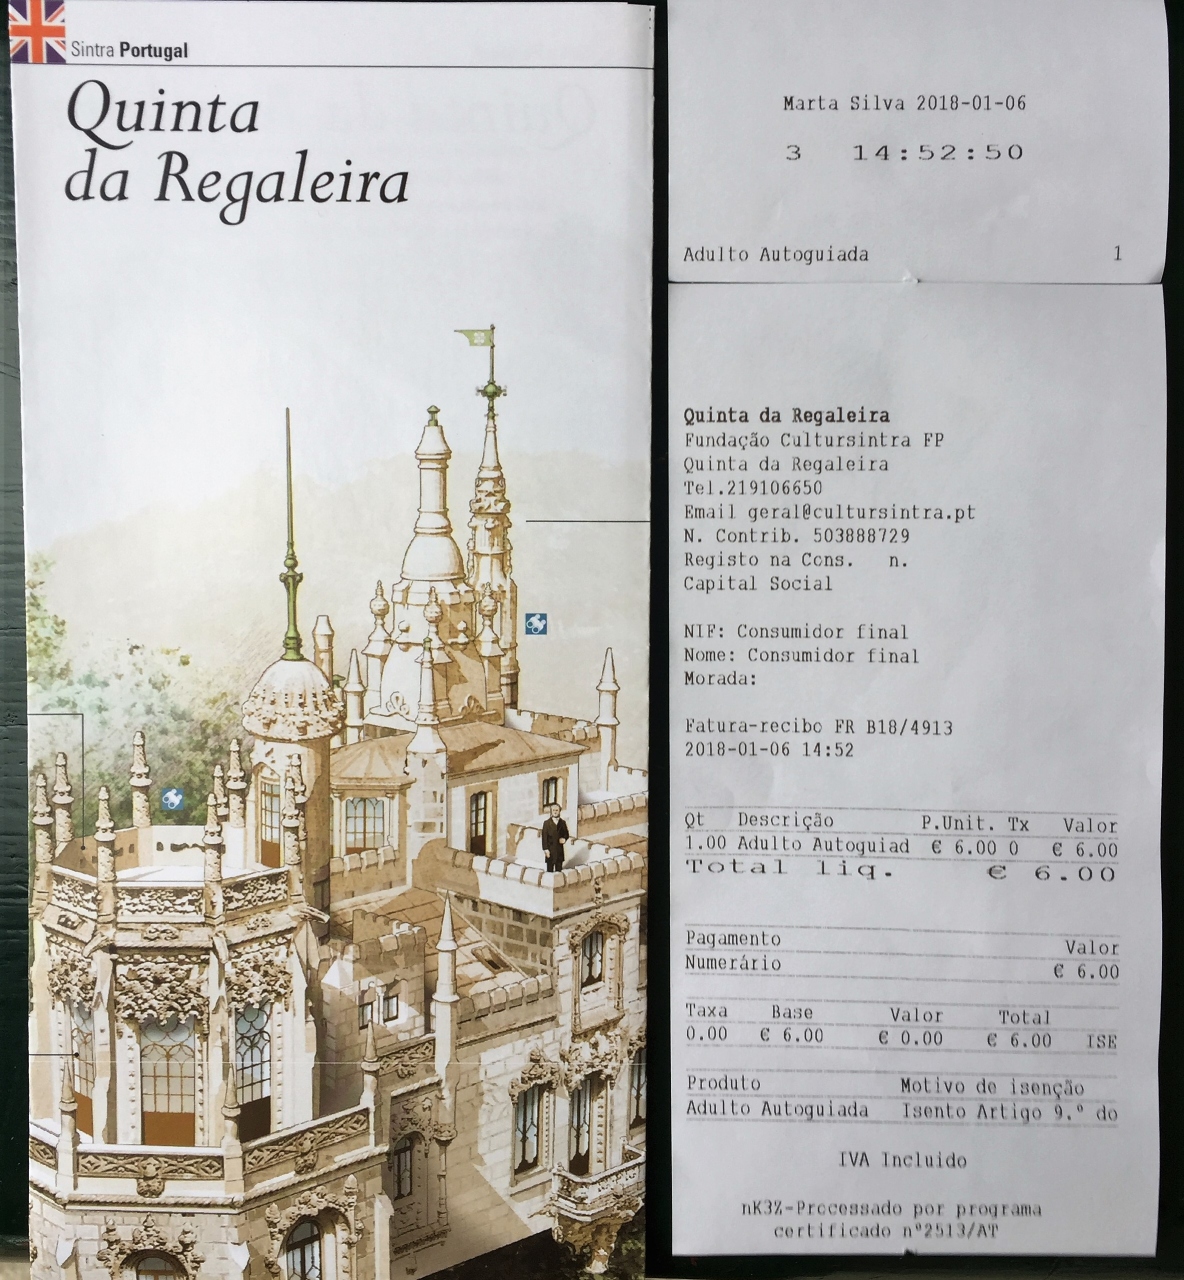 Sintra Portugal
Quinta
da Regaleira
Marta Silva 2018-01-06
3 14:52:50
Adulto Autoguiada 1
Quinta da Regaleira
Fundação Cultursintra FP
Quinta da Regaleira
Tel.219106650
Email geral@cultursintra.pt
N. Contrib. 503888729
Registo na Cons. n.
Capital Social
NIF: Consumidor final
Nome: Consumidor final
Morada:
Fatura-recibo FR B18/4913
2018-01-06 14:52
Qt Descrição P.Unit. Tx Valor
1.00 Adulto Autoguiad € 6.00 0 € 6.00
Total liq. € 6.00
Pagamento Valor
Numerário € 6.00
Taxa Base Valor Total
0.00 € 6.00 € 0.00 € 6.00 ISE
Produto Motivo de isenção
Adulto Autoguiada Isento Artigo 9.º do
IVA Incluido
nK3%-Processado por programa
certificado nº2513/AT